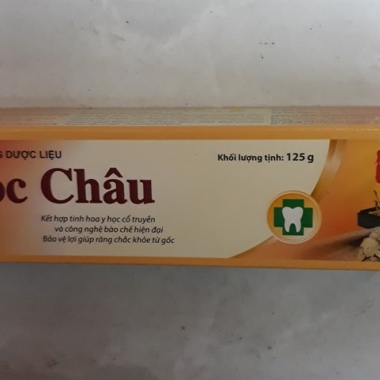 DƯỢC LIỆU
Khối lượng tịnh: 125 g
Châu
Kết hợp tinh hoa y học cổ truyền
và công nghệ bào chế hiện đại
Bảo vệ lợi giúp răng chắc khỏe từ gốc